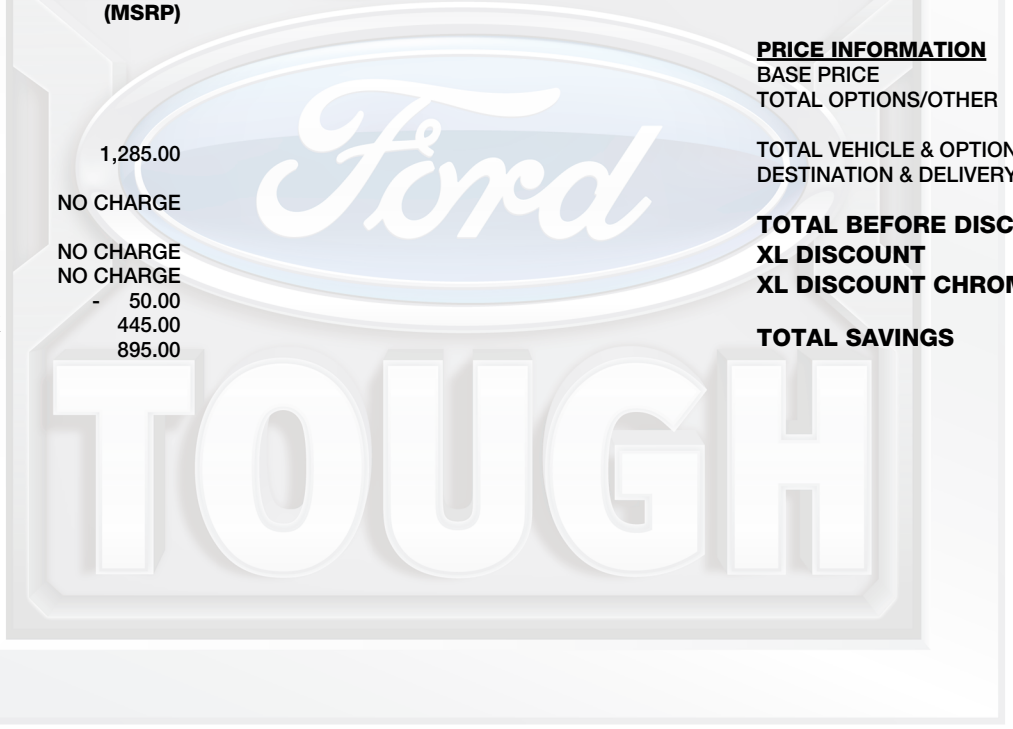 (MSRP)
1,285.00
NO CHARGE
NO CHARGE
NO CHARGE
- 50.00
445.00
895.00
PRICE INFORMATION
BASE PRICE
TOTAL OPTIONS/OTHER
TOTAL VEHICLE & OPTION
DESTINATION & DELIVERY
TOTAL BEFORE DISC
XL DISCOUNT
XL DISCOUNT CHROM
TOTAL SAVINGS
Ford
TOUGH